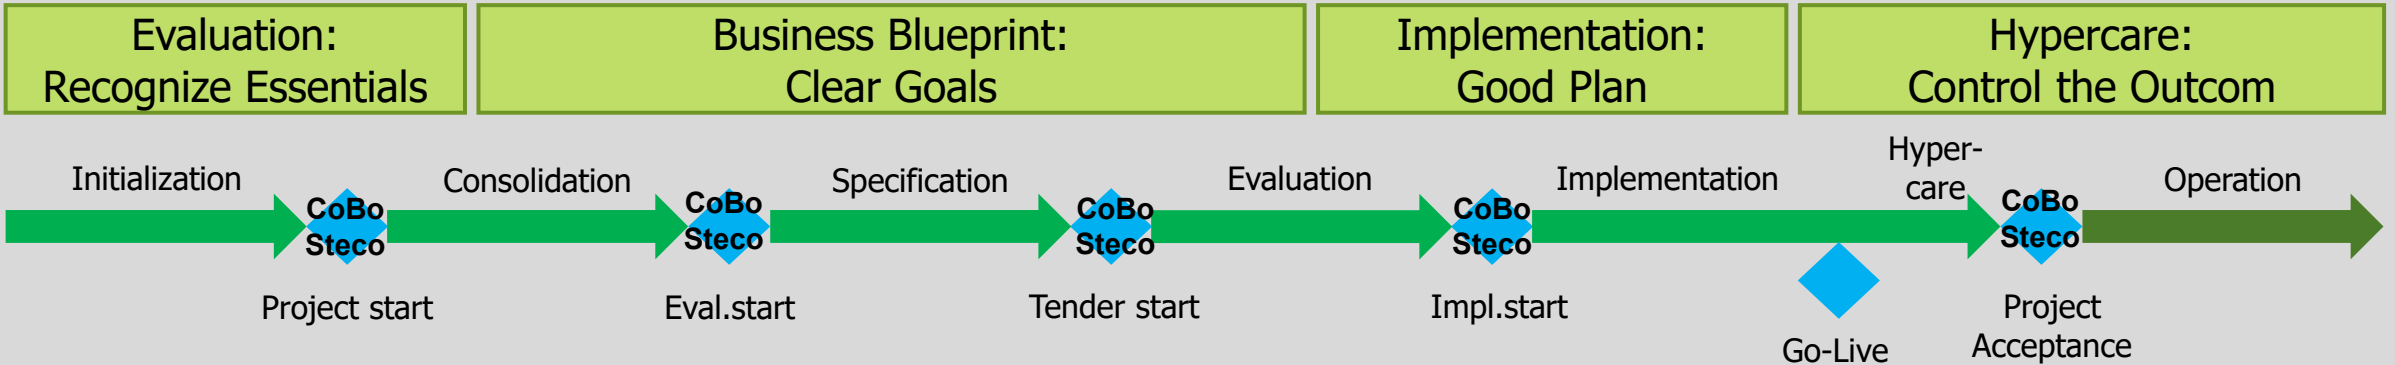 Evaluation:
Recognize Essentials
Business Blueprint:
Clear Goals
Implementation:
Good Plan
Hypercare:
Control the Outcom
Initialization
CoBo
Steco
Project start
Consolidation
CoBo
Steco
Eval.start
Specification
CoBo
Steco
Tender start
Evaluation
CoBo
Steco
Impl.start
Implementation
Go-Live
Hyper-
care
CoBo
Steco
Project
Acceptance
Operation